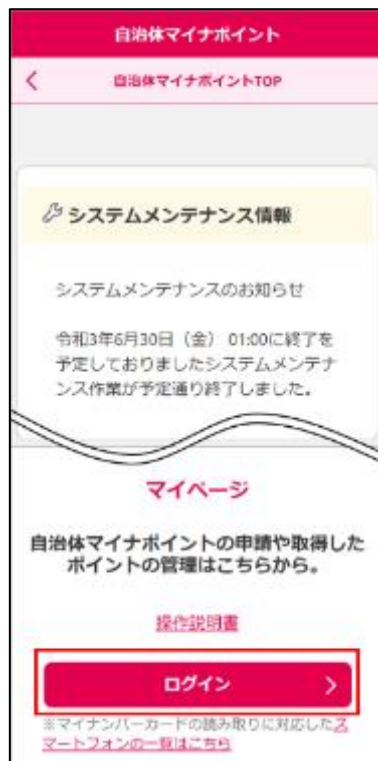 自治体マイナポイント
自治体マイナポイントTOP
システムメンテナンス情報
システムメンテナンスのお知らせ
令和3年6月30日（金） 01:00に終了を
予定しておりましたシステムメンテナ
ンス作業が予定通り終了しました。
マイページ
自治体マイナポイントの申請や取得した
ポイントの管理はこちらから。
操作説明書
ログイン
※マイナンバーカードの読み取りに対応したス
マートフォンの一覧はこちら